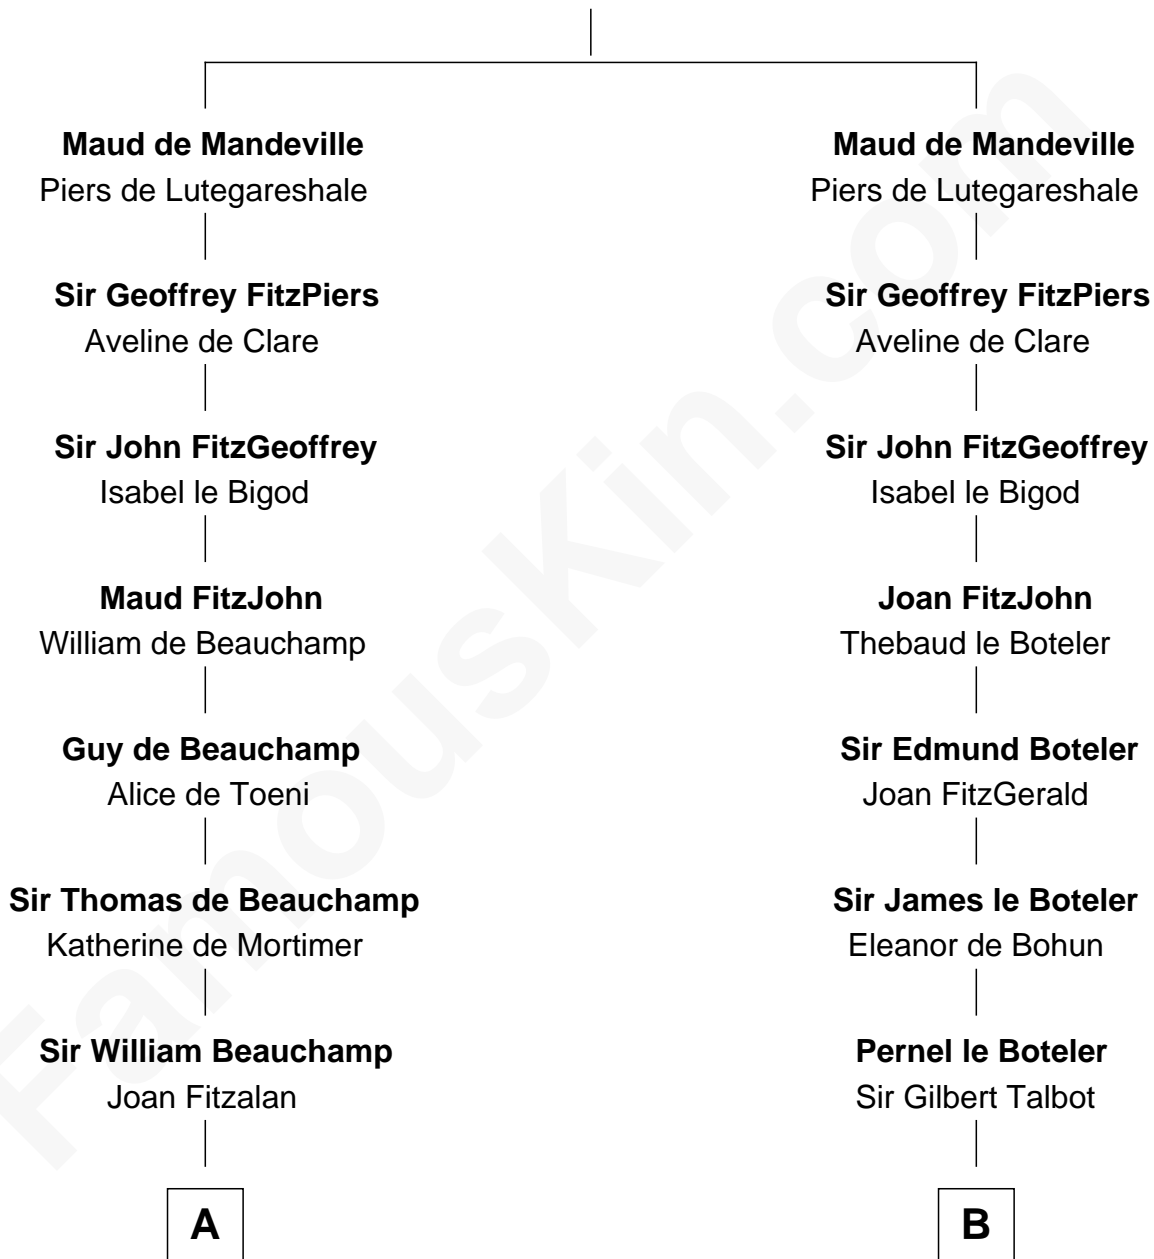 Maud de Mandeville
Piers de Lutegareshale
Sir Geoffrey FitzPiers
Aveline de Clare
Sir John FitzGeoffrey
Isabel le Bigod
Maud FitzJohn
William de Beauchamp
Guy de Beauchamp
Alice de Toeni
Sir Thomas de Beauchamp
Katherine de Mortimer
Sir William Beauchamp
Joan Fitzalan
A
Maud de Mandeville
Piers de Lutegareshale
Sir Geoffrey FitzPiers
Aveline de Clare
Sir John FitzGeoffrey
Isabel le Bigod
Joan FitzJohn
Thebaud le Boteler
Sir Edmund Boteler
Joan FitzGerald
Sir James le Boteler
Eleanor de Bohun
Pernel le Boteler
Sir Gilbert Talbot
B
FamousKin.com